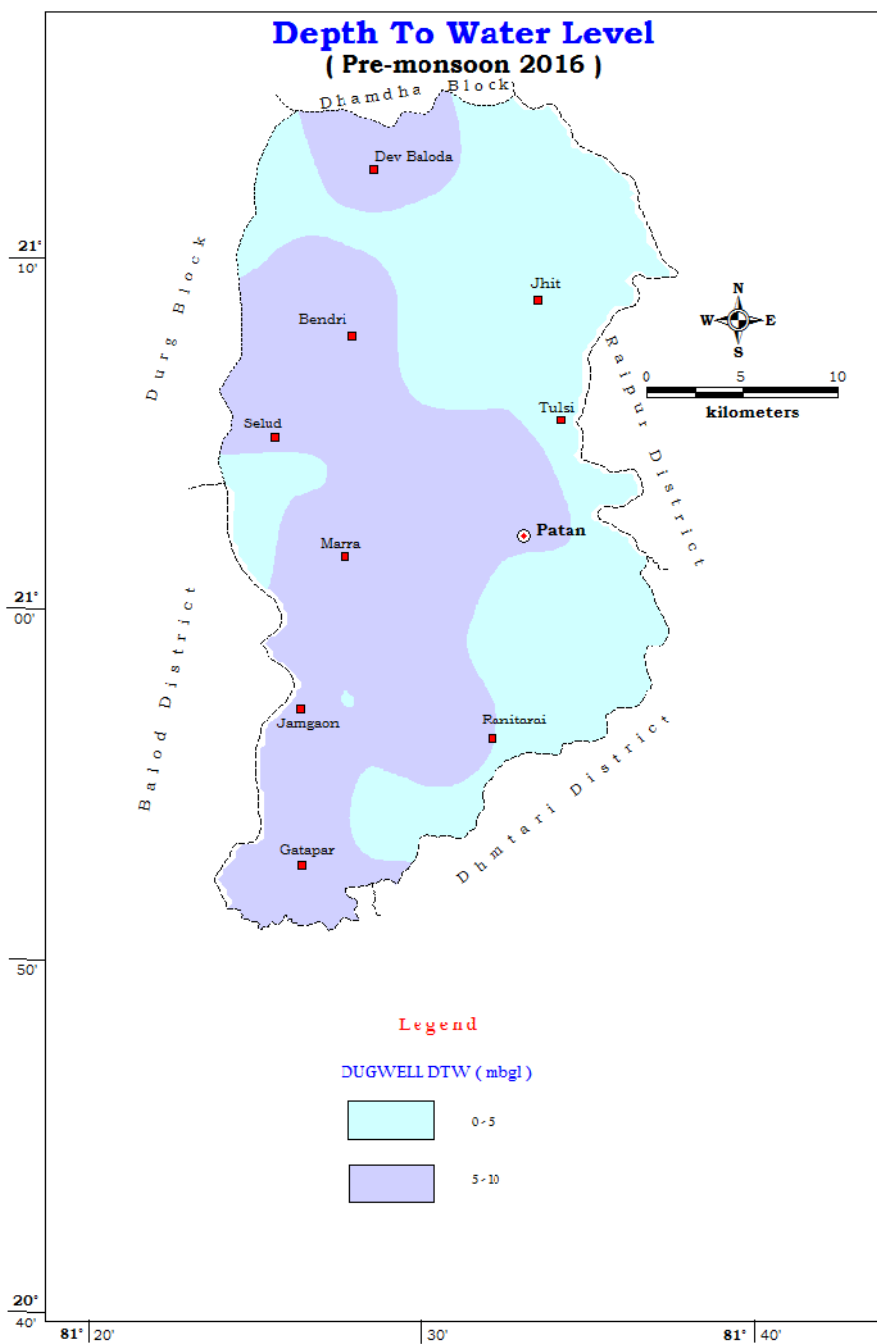 Depth To Water Level
( Pre-monsoon 2016 )
Dhamdha Block
Dev Baloda
21°
10'
Durg Block
Jhit
Bendri
N
W E
S
Raipur District
0 5 10
kilometers
Tulsi
Selud
Patan
Marra
21°
00'
Balod District
Jamgaon
Ranitarai
Dhmtari District
Gatapar
50'
Legend
DUGWELL DTW ( mbgl )
0 - 5
5 - 10
20°
40'
81° 20' 30' 81° 40'